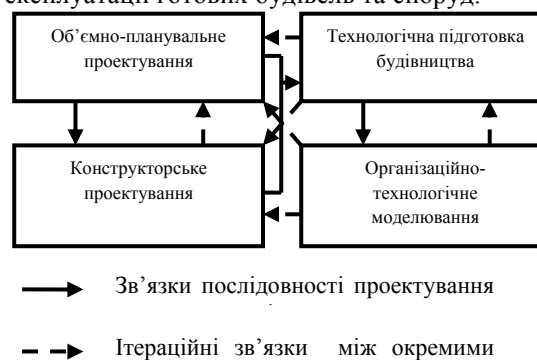 експлуатації готових будівель та споруд.
Об’ємно-планувальне
проектування
Технологічна підготовка
будівництва
Конструкторське
проектування
Організаційно-
технологічне
моделювання
Зв’язки послідовності проектування
Ітераційні зв’язки між окремими